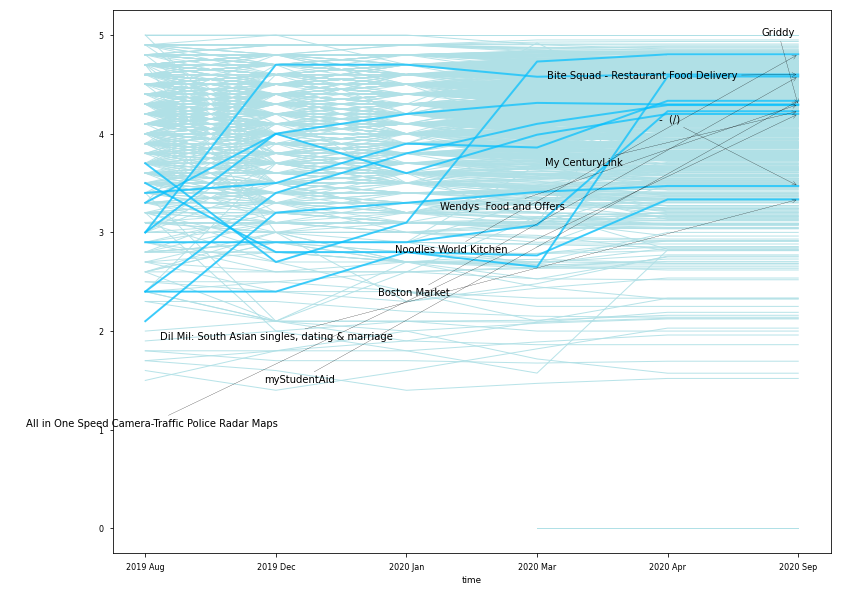 Griddy
5
Bite Squad - Restaurant Food Delivery
4
- (/)
My CenturyLink
Wendys Food and Offers
3
Noodles World Kitchen
Boston Market
2
Dil Mil: South Asian singles, dating & marriage
myStudentAid
All in One Speed Camera-Traffic Police Radar Maps
1
0
2019 Aug 2019 Dec 2020 Jan 2020 Mar 2020 Apr 2020 Sep
time